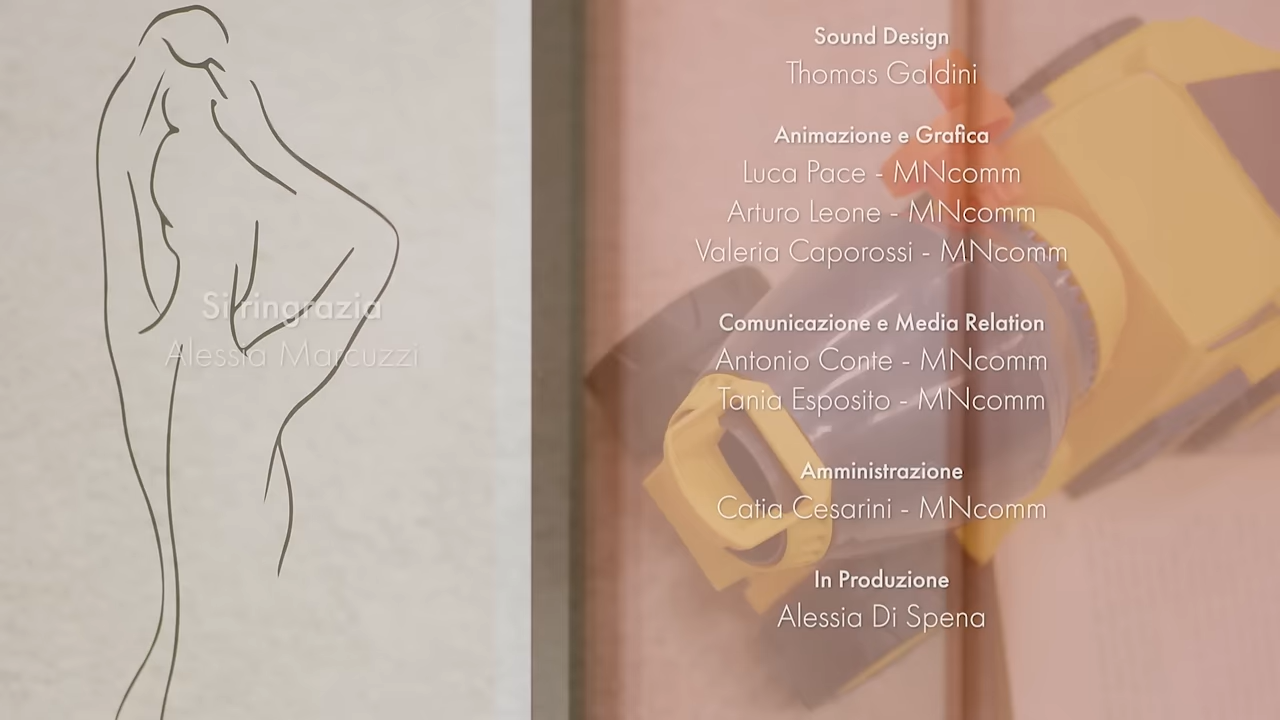 Si ringrazia
Alessia Marcuzzi
Sound Design
Thomas Galdini
Animazione e Grafica
Luca Pace - MNcomm
Arturo Leone - MNcomm
Valeria Caporossi - MNcomm
Comunicazione e Media Relation
Antonio Conte - MNcomm
Tania Esposito - MNcomm
Amministrazione
Catia Cesarini - MNcomm
In Produzione
Alessia Di Spena